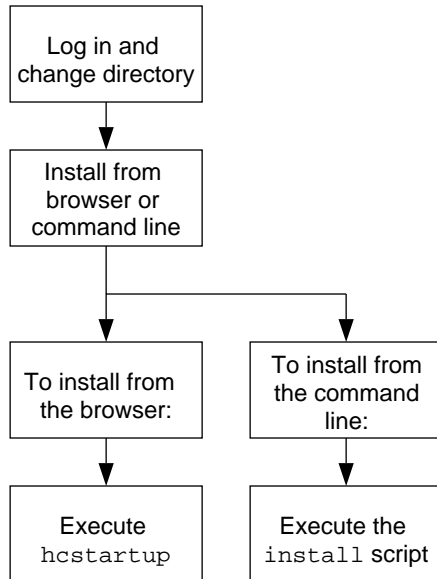 Log in and
change directory
Install from
browser or
command line
To install from
the browser:
To install from
the command
line:
Execute
hcstartup
Execute the
install script